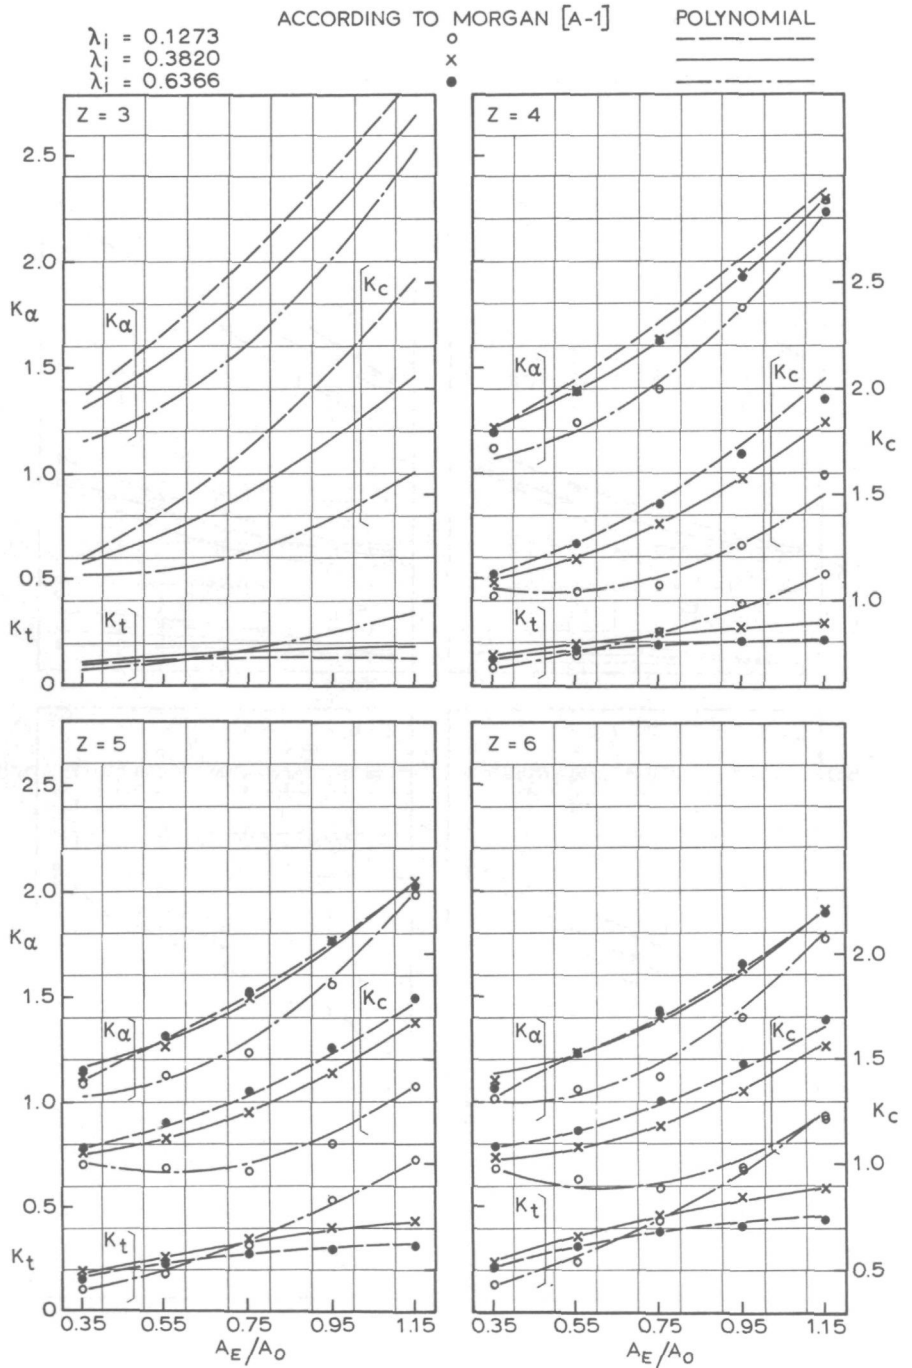 ACCORDING TO MORGAN [A-1] POLYNOMIAL
λi = 0.1273
λi = 0.3820
λi = 0.6366
Z = 3
Z = 4
2.5
2.0
Kα
1.5
1.0
0.5
Kt
0
Kα
Kc
Kt
Kα
Kc
Kt
2.5
2.0
Kc
1.5
1.0
Z = 5
Z = 6
2.5
2.0
Kα
1.5
1.0
0.5
Kt
0
Kα
Kc
Kt
Kα
Kc
Kt
2.0
1.5
Kc
1.0
0.5
0.35 0.55 0.75 0.95 1.15
0.35 0.55 0.75 0.95 1.15
AE/AO
AE/AO